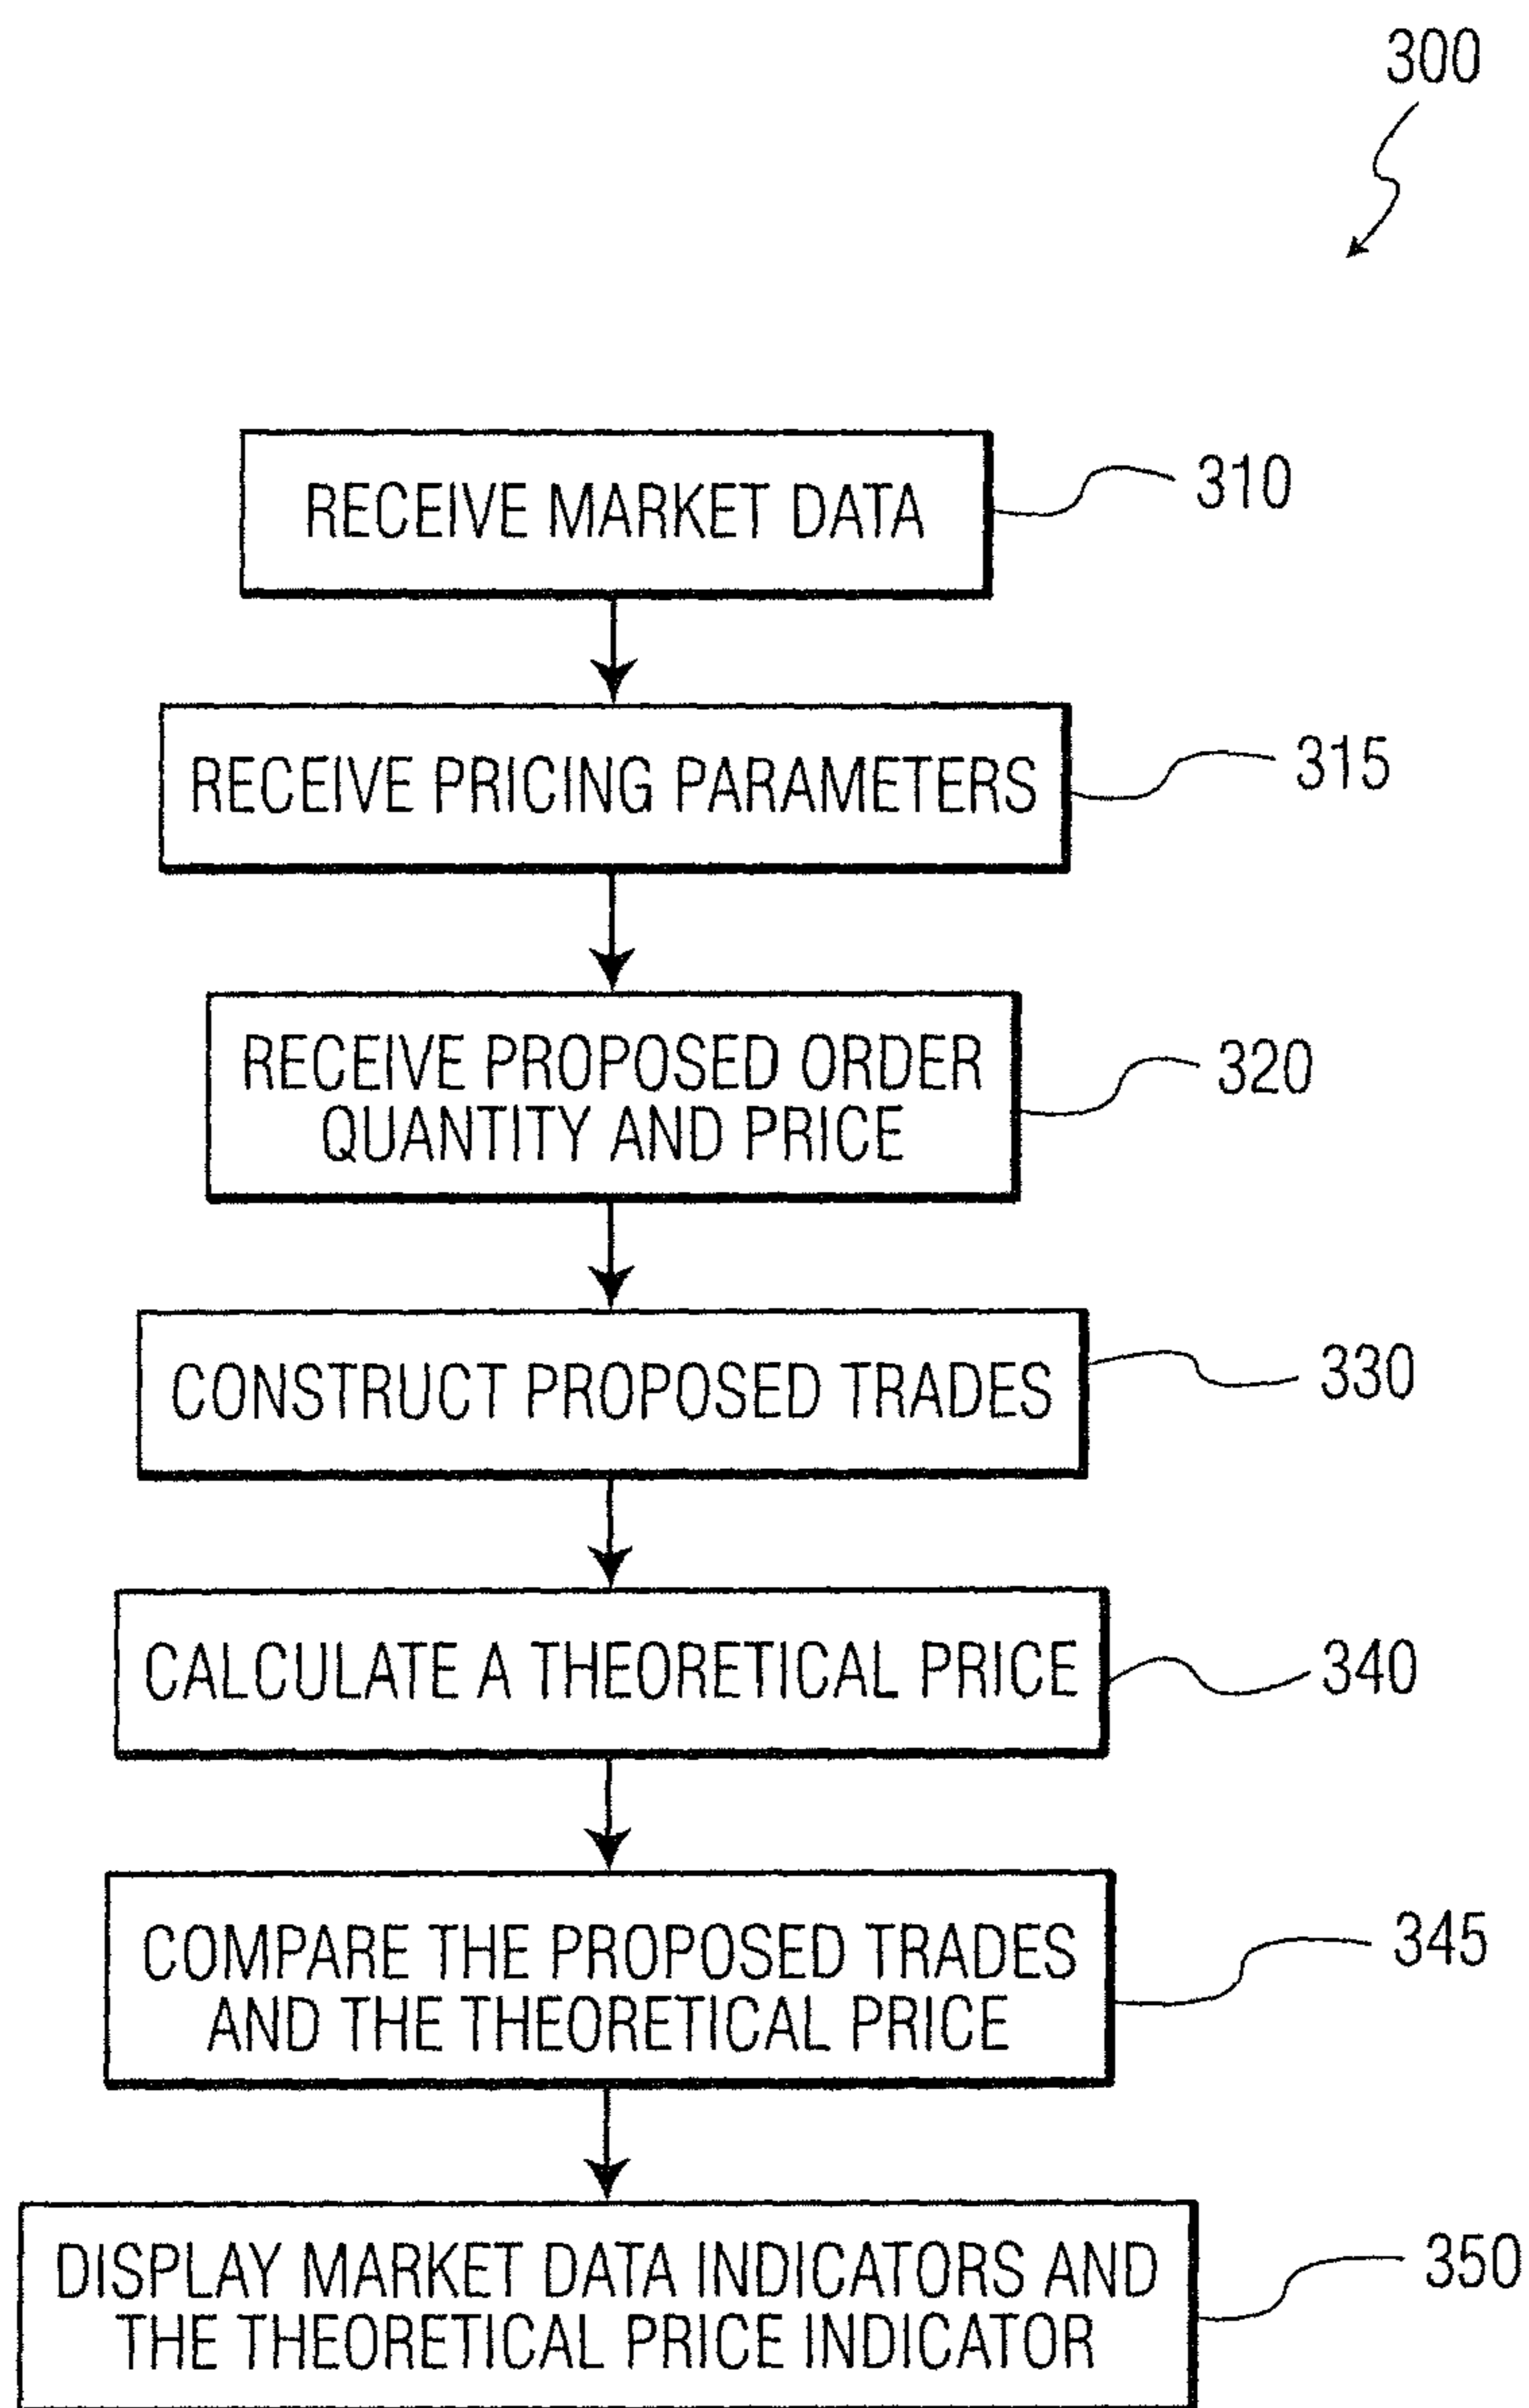 300
RECEIVE MARKET DATA
310
RECEIVE PRICING PARAMETERS
315
RECEIVE PROPOSED ORDER
QUANTITY AND PRICE
320
CONSTRUCT PROPOSED TRADES
330
CALCULATE A THEORETICAL PRICE
340
COMPARE THE PROPOSED TRADES
AND THE THEORETICAL PRICE
345
DISPLAY MARKET DATA INDICATORS AND
THE THEORETICAL PRICE INDICATOR
350